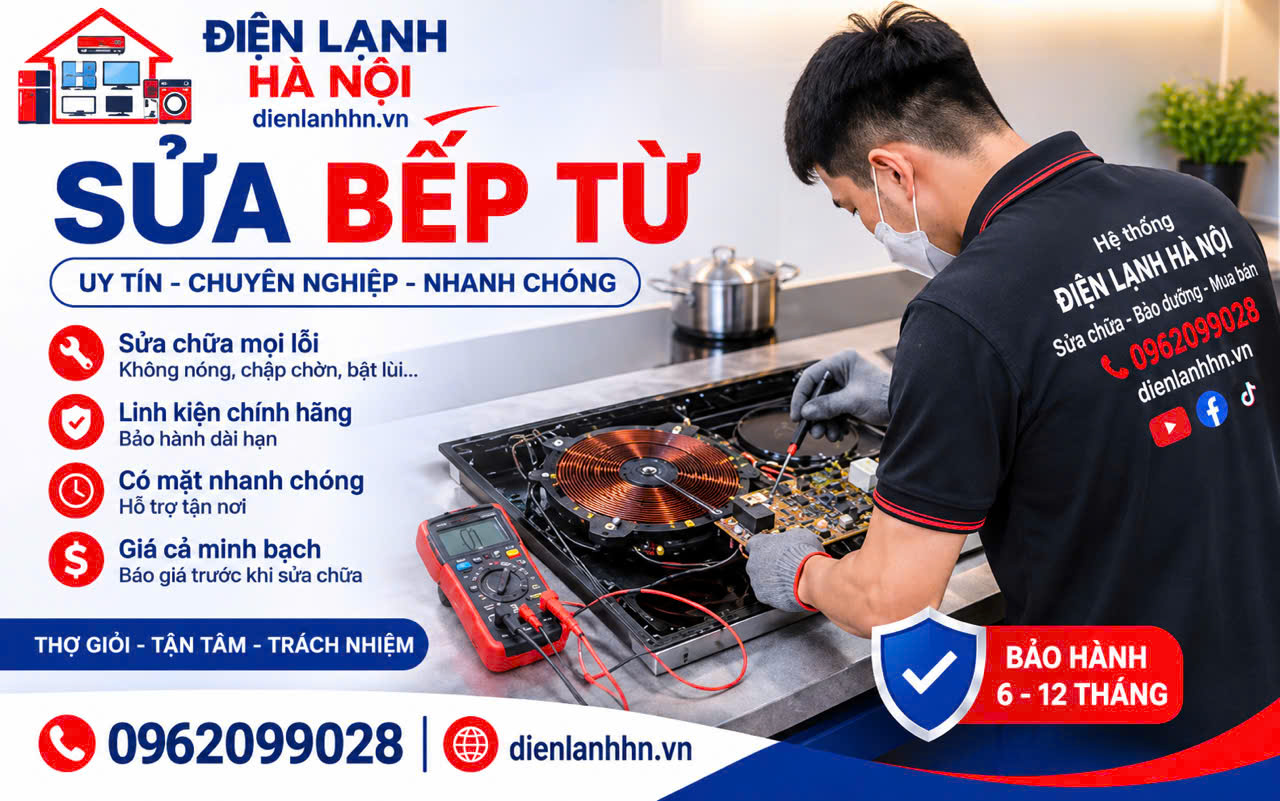 ĐIỆN LẠNH
HÀ NỘI
dienlanhhn.vn
SỬA BẾP TỪ
UY TÍN - CHUYÊN NGHIỆP - NHANH CHÓNG
Sửa chữa mọi lỗi
Không nóng, chập chờn, bật lùi...
Linh kiện chính hãng
Bảo hành dài hạn
Có mặt nhanh chóng
Hỗ trợ tận nơi
$
Giá cả minh bạch
Báo giá trước khi sửa chữa
THỢ GIỎI - TẬN TÂM - TRÁCH NHIỆM
0962099028
dienlanhhn.vn
Hệ thống
ĐIỆN LẠNH HÀ NỘI
Sửa chữa - Bảo dưỡng - Mua bán
0962099028
dienlanhhn.vn
BẢO HÀNH
6 - 12 THÁNG